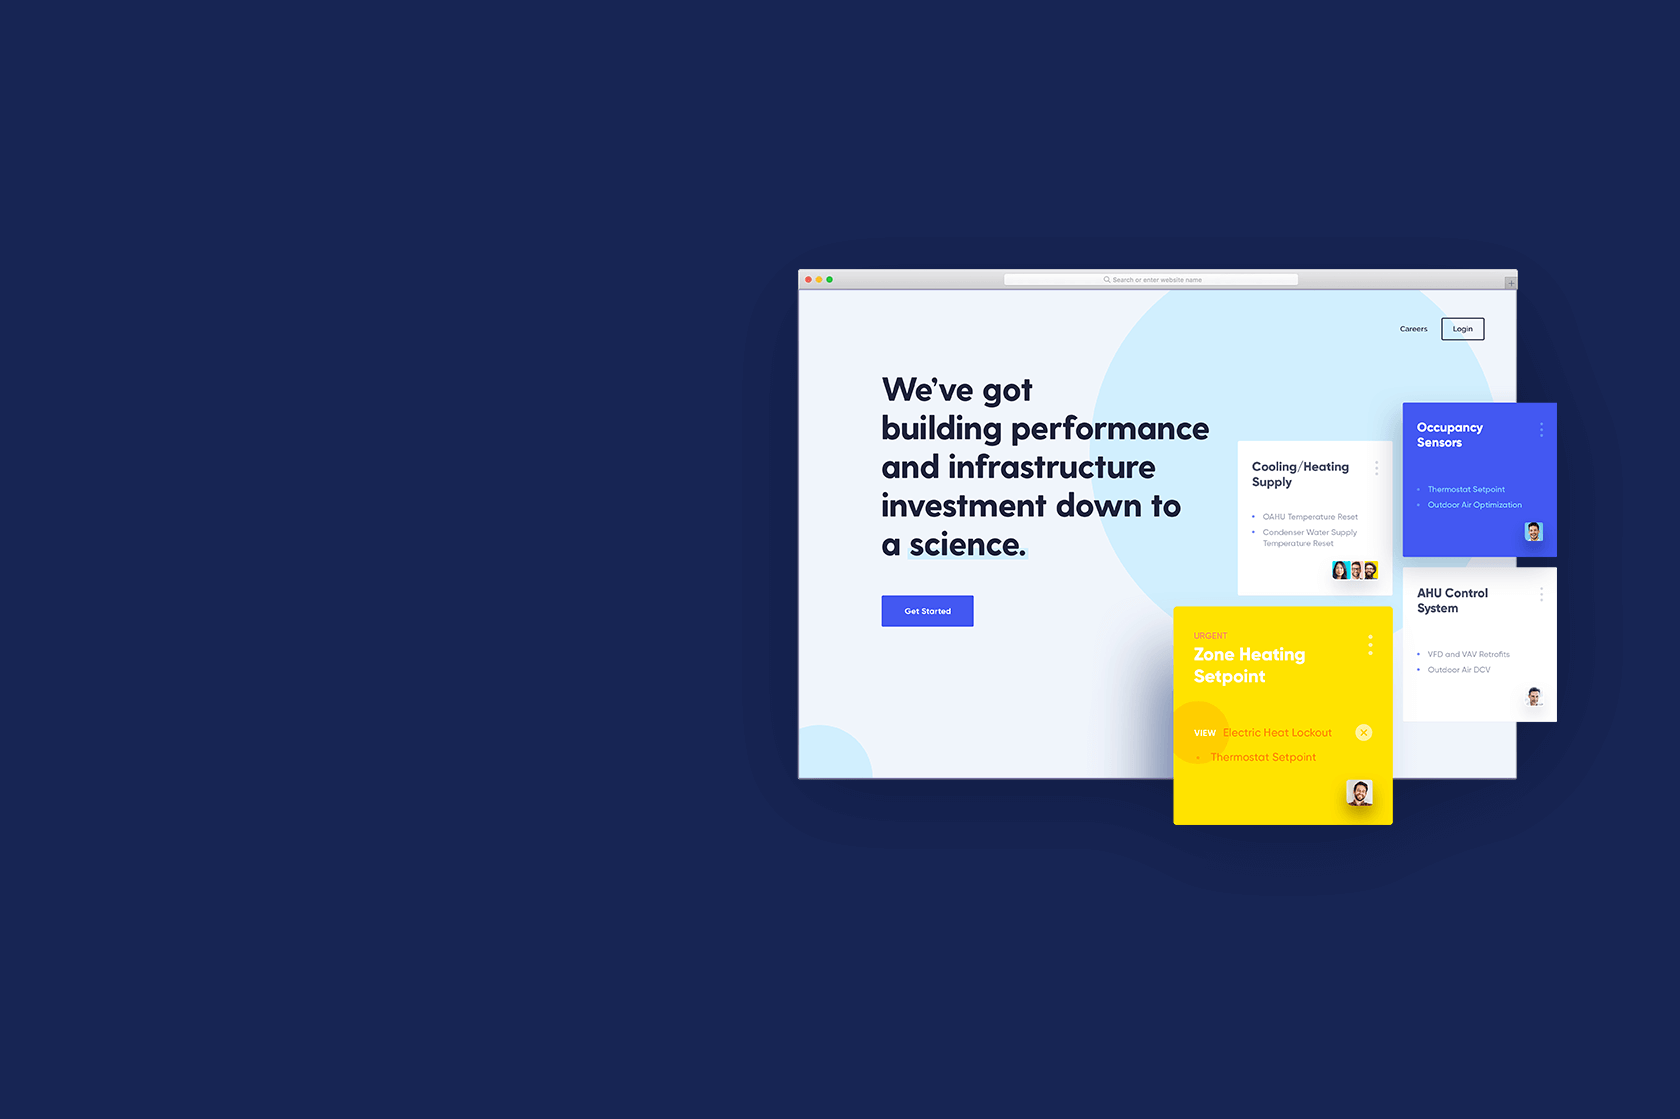 Search or enter website name
Careers
Login
We've got
building performance
and infrastructure
investment down to
a science.
Get Started
Cooling/Heating
Supply
OAHU Temperature Reset
Condenser Water Supply
Temperature Reset
Occupancy
Sensors
Thermostat Setpoint
Outdoor Air Optimization
AHU Control
System
VFD and VAV Retrofits
Outdoor Air DCV
URGENT
Zone Heating
Setpoint
VIEW Electric Heat Lockout
Thermostat Setpoint